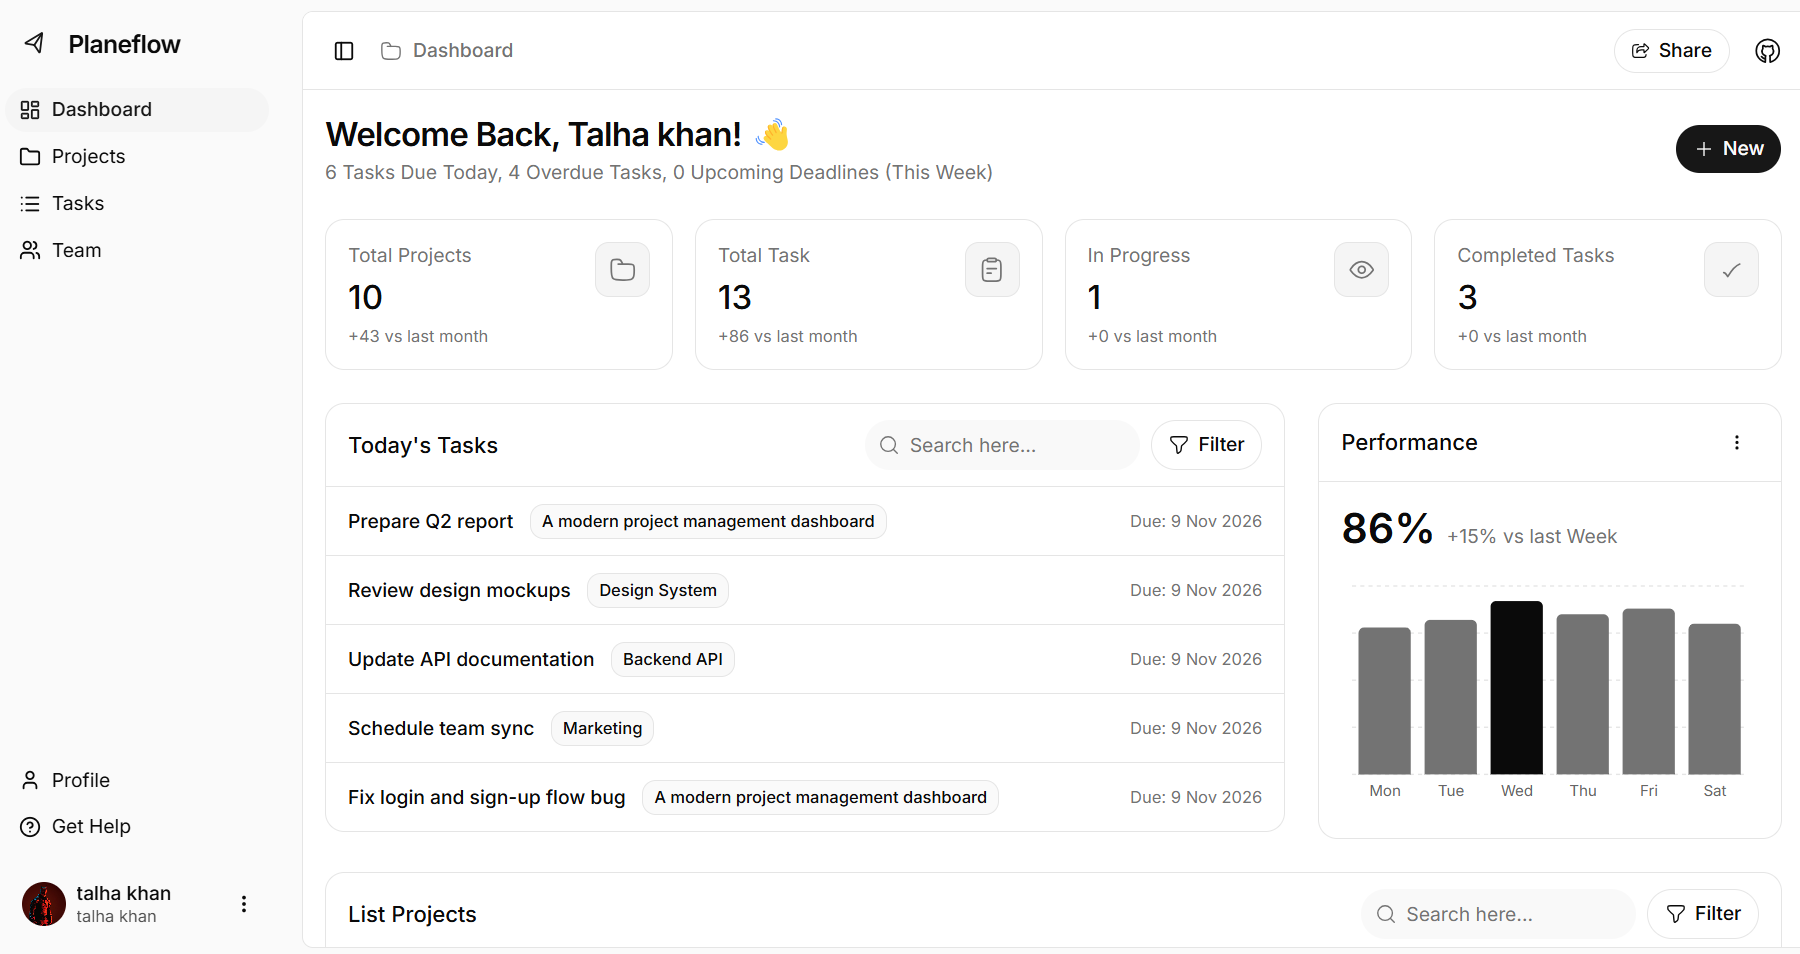 Planeflow
Dashboard
Projects
Tasks
Team
Profile
Get Help
talha khan
talha khan
Dashboard
Share
Welcome Back, Talha khan! 👋
6 Tasks Due Today, 4 Overdue Tasks, 0 Upcoming Deadlines (This Week)
New
Total Projects
10
+43 vs last month
Total Task
13
+86 vs last month
In Progress
1
+0 vs last month
Completed Tasks
3
+0 vs last month
Today's Tasks
Search here...
Filter
Prepare Q2 report A modern project management dashboard Due: 9 Nov 2026
Review design mockups Design System Due: 9 Nov 2026
Update API documentation Backend API Due: 9 Nov 2026
Schedule team sync Marketing Due: 9 Nov 2026
Fix login and sign-up flow bug A modern project management dashboard Due: 9 Nov 2026
Performance
86% +15% vs last Week
Mon Tue Wed Thu Fri Sat
List Projects
Search here...
Filter